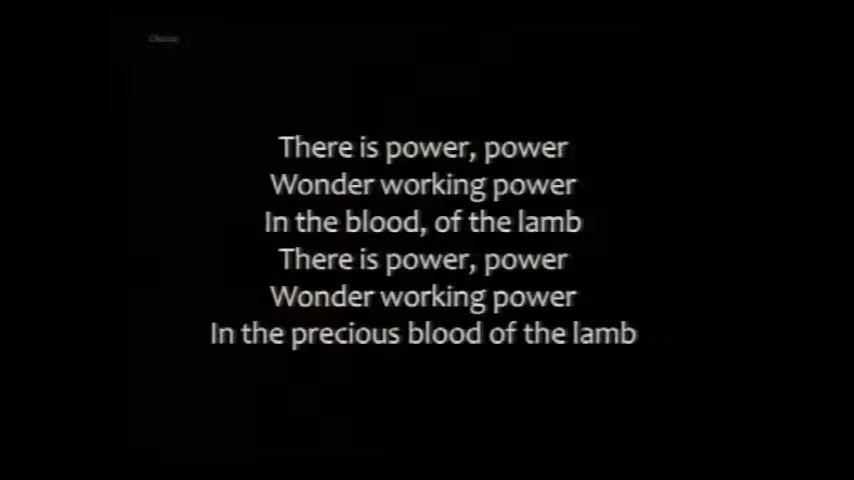 Chorus
There is power, power
Wonder working power
In the blood, of the lamb
There is power, power
Wonder working power
In the precious blood of the lamb